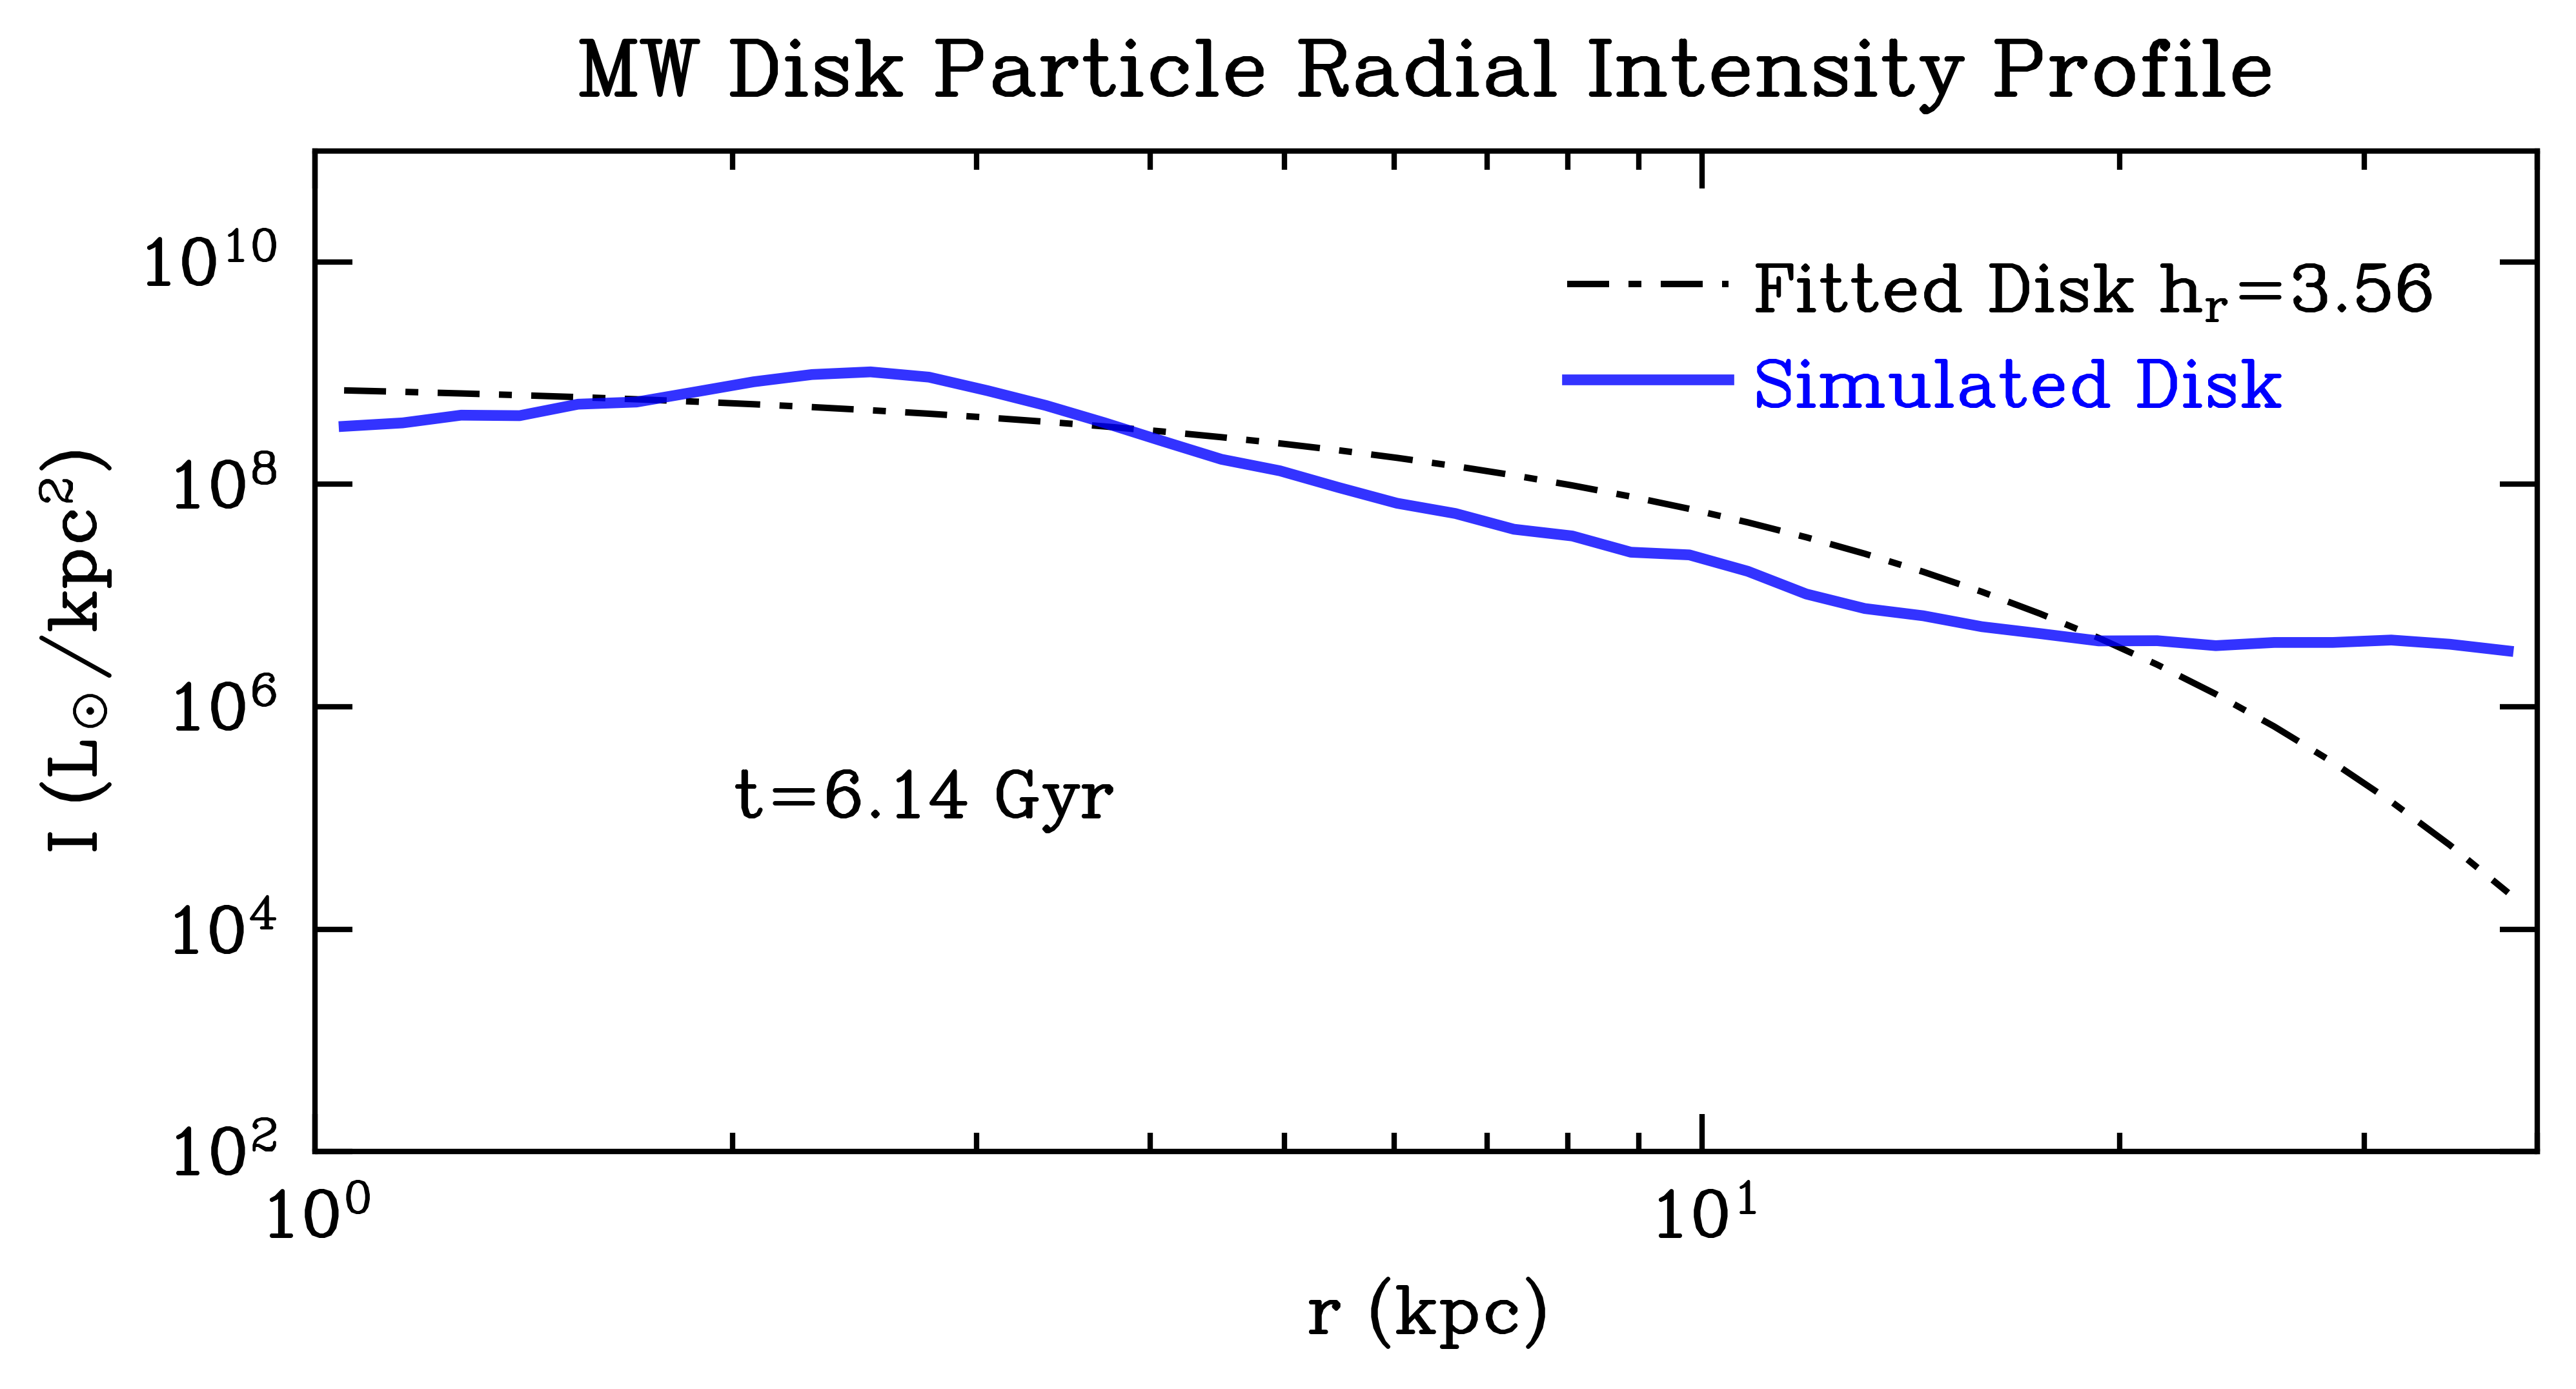 MW Disk Particle Radial Intensity Profile
I (L☉/kpc²)
10¹⁰
10⁸
10⁶
10⁴
10²
Fitted Disk hᵣ=3.56
Simulated Disk
t=6.14 Gyr
10⁰
10¹
r (kpc)